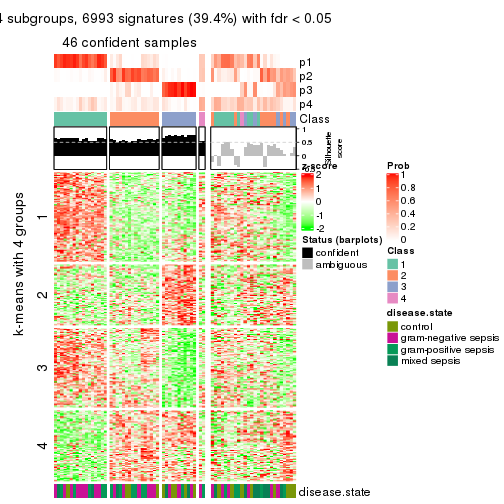 4 subgroups, 6993 signatures (39.4%) with fdr < 0.05
46 confident samples
p1
p2
p3
p4
Class
1
0.5
0
Silhouette
score
z-score
2
1
0
-1
-2
Prob
1
0.8
0.6
0.4
0.2
0
Status (barplots)
confident
ambiguous
Class
1
2
3
4
disease.state
control
gram-negative sepsis
gram-positive sepsis
mixed sepsis
k-means with 4 groups
1
2
3
4
disease.state